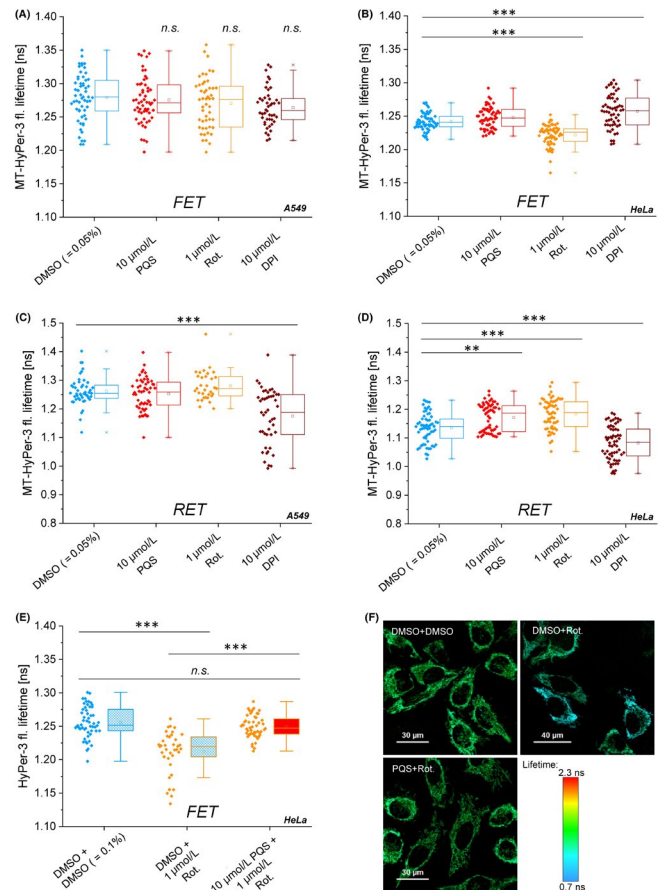 (A)
MT-HyPer-3 fl. lifetime [ns]
1.40
1.35
1.30
1.25
1.20
1.15
1.10
n.s.
n.s.
n.s.
FET
A549
DMSO ( = 0.05%)
10 µmol/L PQS
1 µmol/L Rot.
10 µmol/L DPI
(B)
MT-HyPer-3 fl. lifetime [ns]
1.40
1.35
1.30
1.25
1.20
1.15
1.10
***
***
FET
HeLa
DMSO ( = 0.05%)
10 µmol/L PQS
1 µmol/L Rot.
10 µmol/L DPI
(C)
MT-HyPer-3 fl. lifetime [ns]
1.5
1.4
1.3
1.2
1.1
1.0
0.9
0.8
***
RET
A549
DMSO ( = 0.05%)
10 µmol/L PQS
1 µmol/L Rot.
10 µmol/L DPI
(D)
MT-HyPer-3 fl. lifetime [ns]
1.5
1.4
1.3
1.2
1.1
1.0
0.9
0.8
***
***
**
RET
HeLa
DMSO ( = 0.05%)
10 µmol/L PQS
1 µmol/L Rot.
10 µmol/L DPI
(E)
HyPer-3 fl. lifetime [ns]
1.40
1.35
1.30
1.25
1.20
1.15
1.10
***
***
n.s.
FET
HeLa
DMSO +
DMSO ( = 0.1%)
DMSO +
1 µmol/L
Rot.
10 µmol/L PQS +
1 µmol/L
Rot.
(F)
DMSO+DMSO
30 µm
DMSO+Rot.
40 µm
PQS+Rot.
30 µm
Lifetime:
2.3 ns
0.7 ns